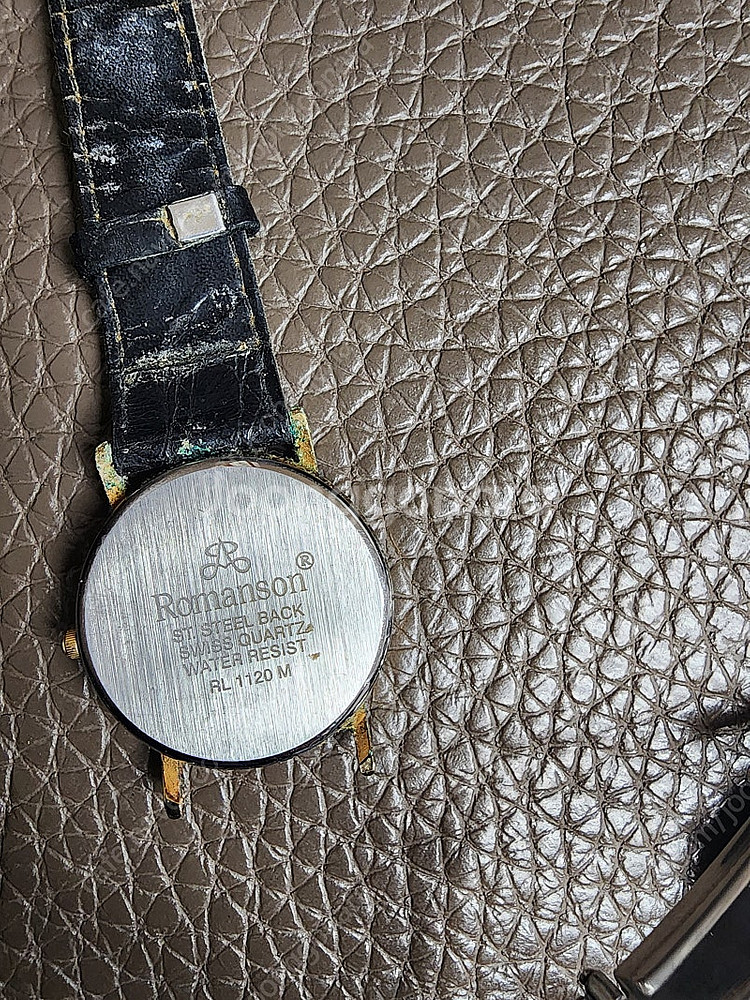 Romanson®
ST. STEEL BACK
SWISS QUARTZ
WATER RESIST.
RL 1120 M